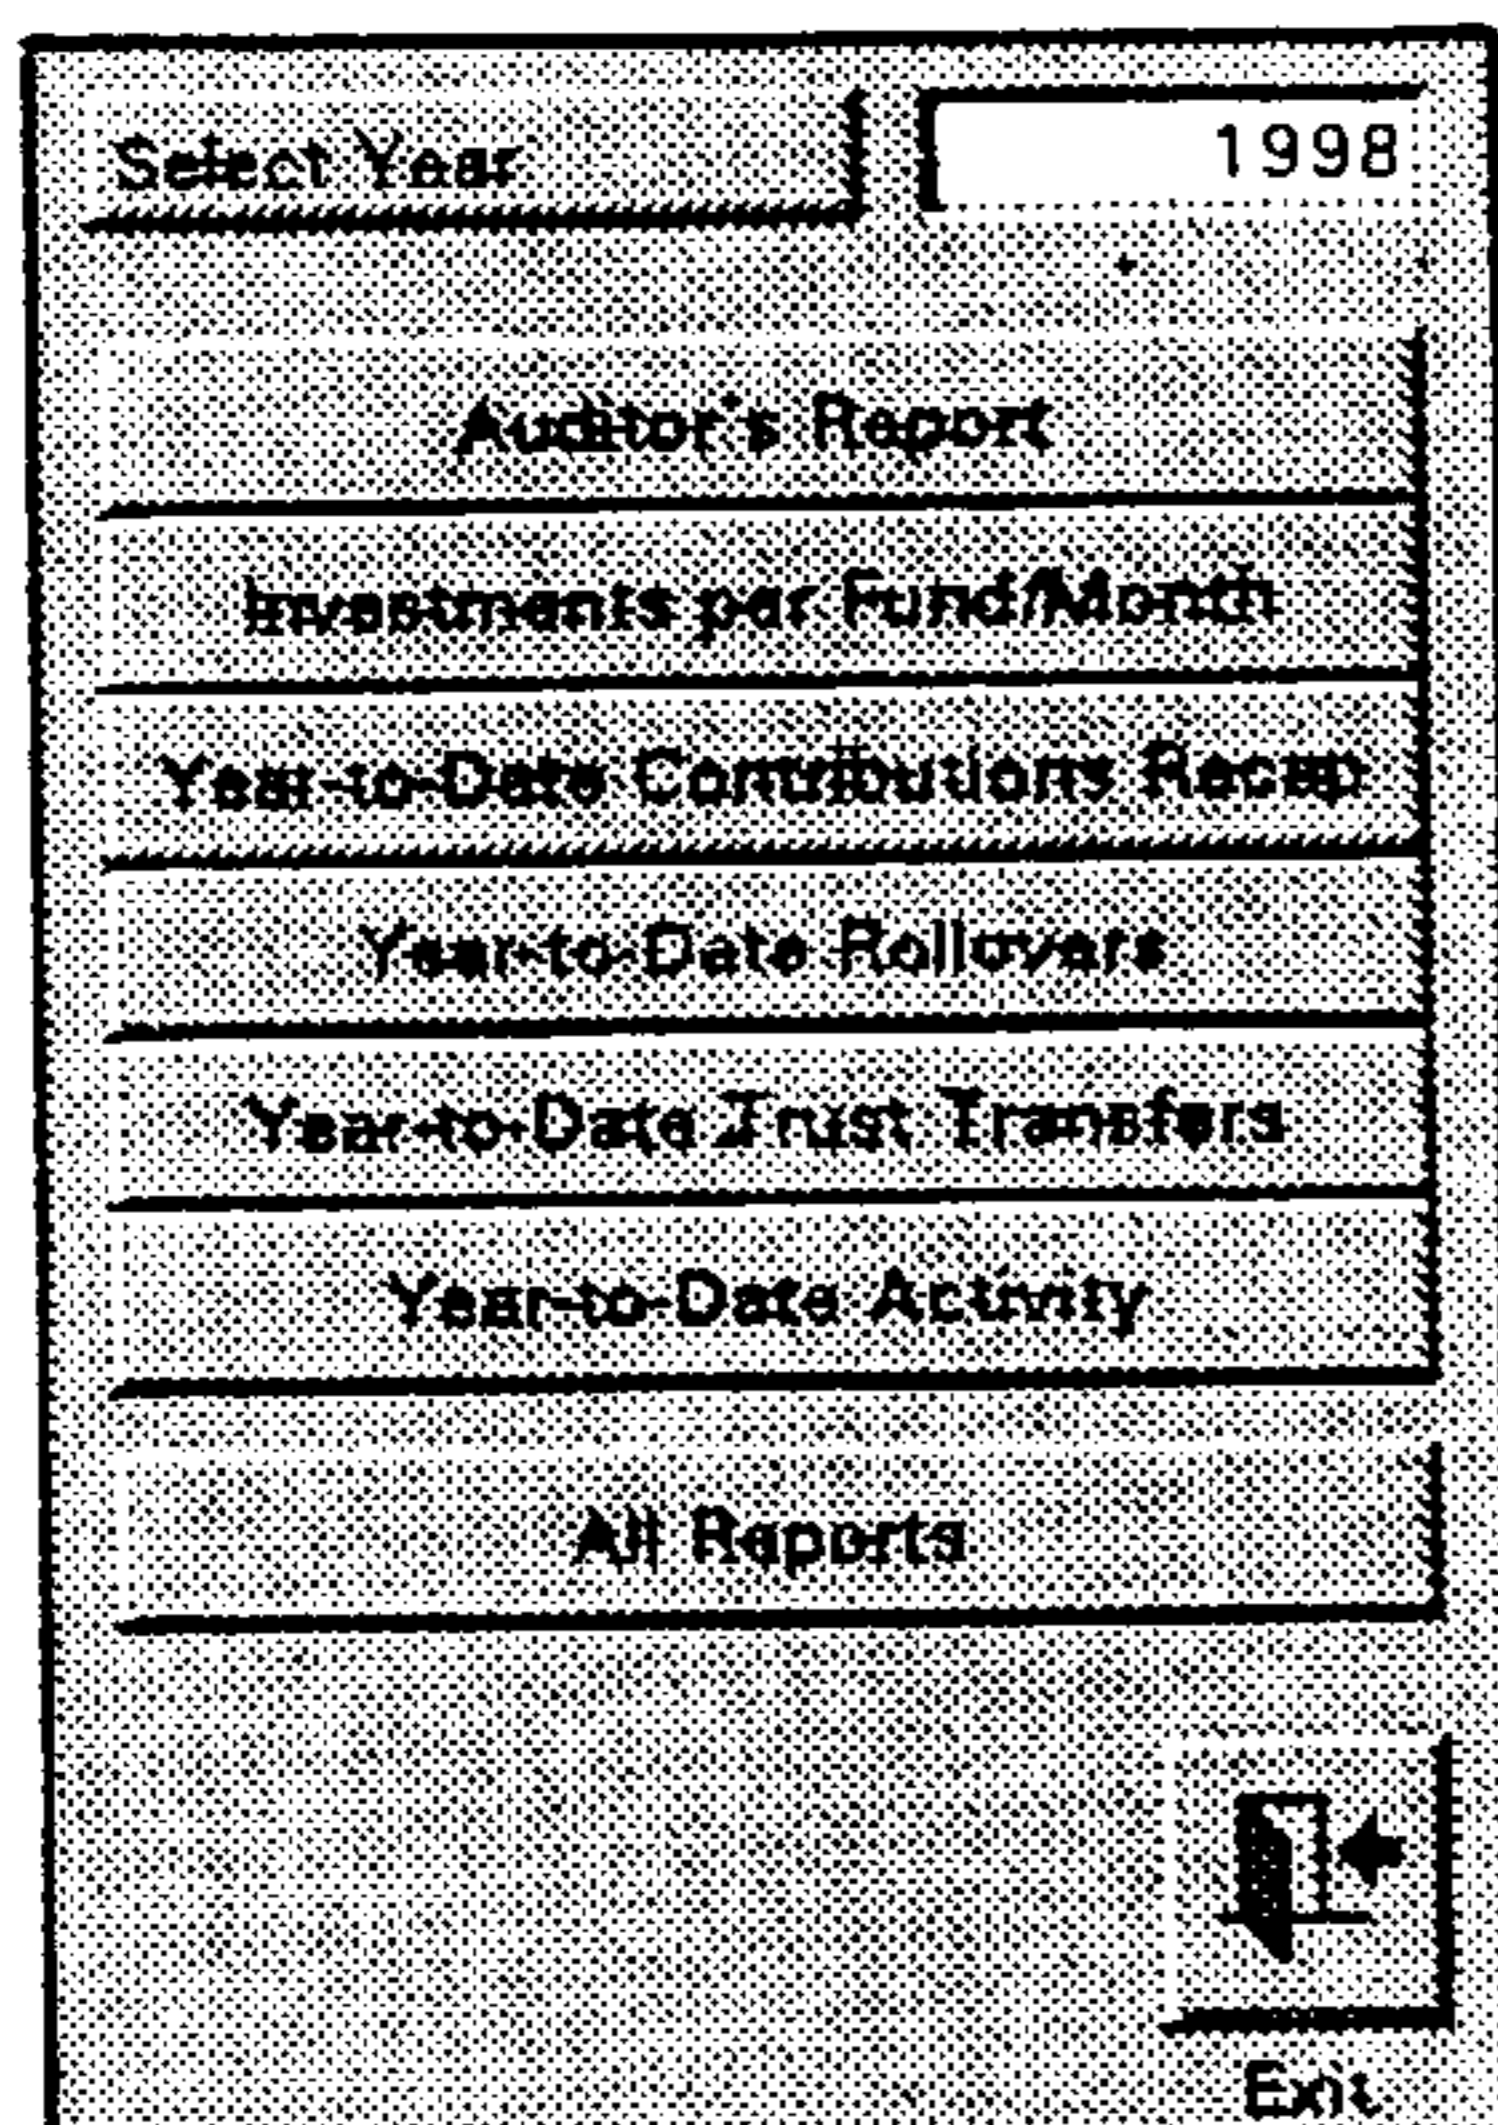 Select Year 1998
Auditor's Report
Investments per Fund/Month
Year-to-Date Contributions Recap
Year-to-Date Rollovers
Year-to-Date Trust Transfers
Year-to-Date Activity
All Reports
Exit